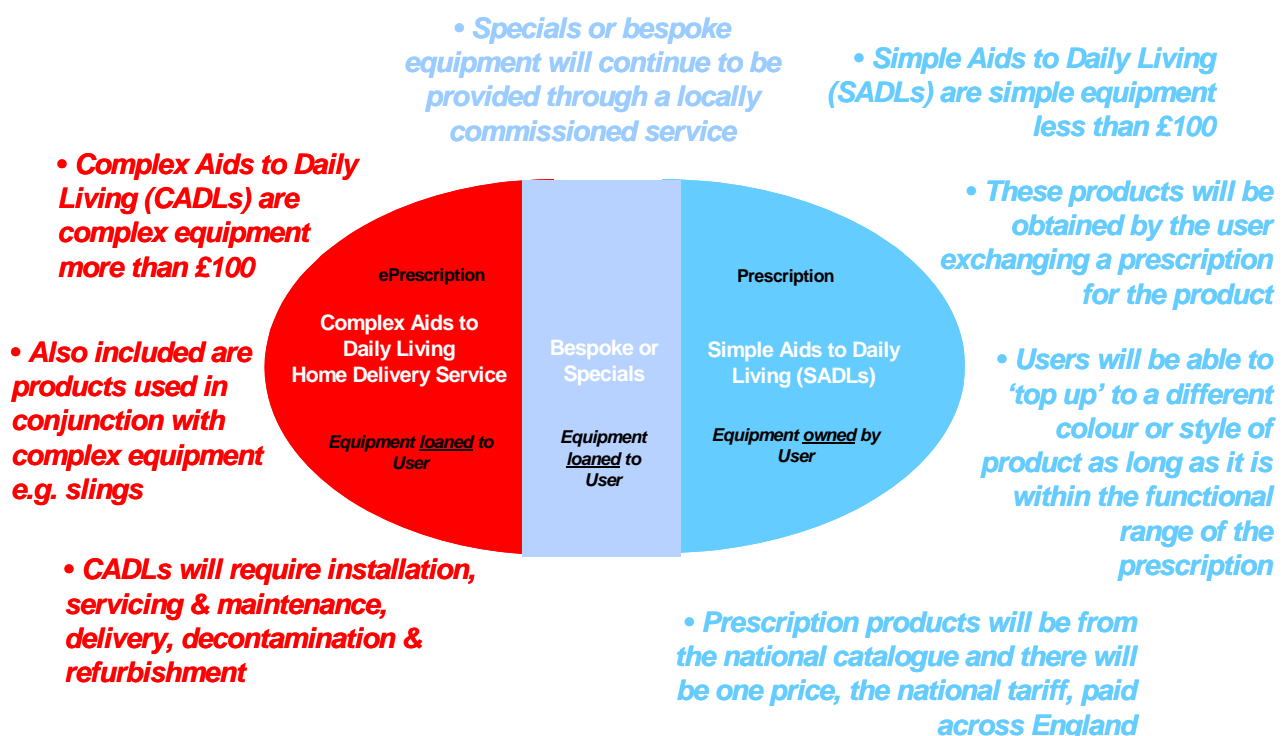 • Specials or bespoke
equipment will continue to be
provided through a locally
commissioned service
• Simple Aids to Daily Living
(SADLs) are simple equipment
less than £100
• Complex Aids to Daily
Living (CADLs) are
complex equipment
more than £100
• These products will be
obtained by the user
exchanging a prescription
for the product
ePrescription
Complex Aids to
Daily Living
Home Delivery Service
Equipment loaned to
User
Bespoke or
Specials
Equipment
loaned to
User
Prescription
Simple Aids to Daily
Living (SADLs)
Equipment owned by
User
• Also included are
products used in
conjunction with
complex equipment
e.g. slings
• Users will be able to
‘top up’ to a different
colour or style of
product as long as it is
within the functional
range of the
prescription
• CADLs will require installation,
servicing & maintenance,
delivery, decontamination &
refurbishment
• Prescription products will be from
the national catalogue and there will
be one price, the national tariff, paid
across England